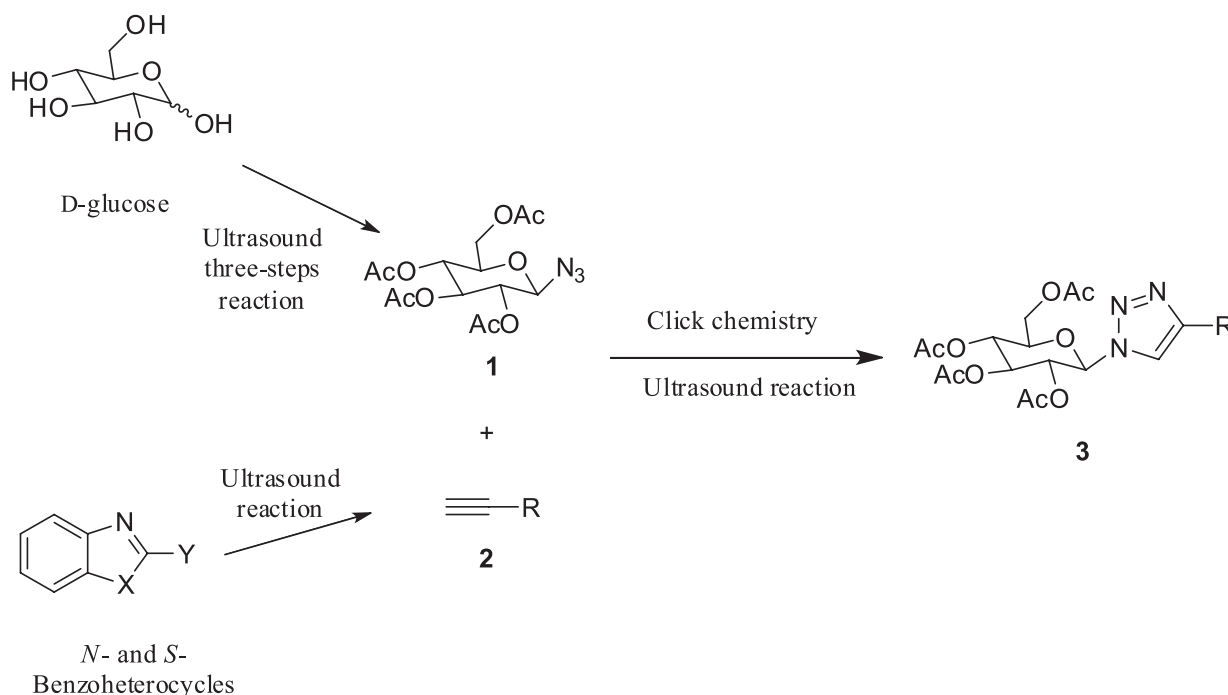 OH
HO
O
HO
HO
OH
D-glucose
Ultrasound
three-steps
reaction
OAc
AcO
O
N3
AcO
AcO
1
+
Ultrasound
reaction
R
2
N
Y
X
N- and S-
Benzoheterocycles
Click chemistry
Ultrasound reaction
OAc
N=N
R
AcO
O
N
AcO
AcO
3